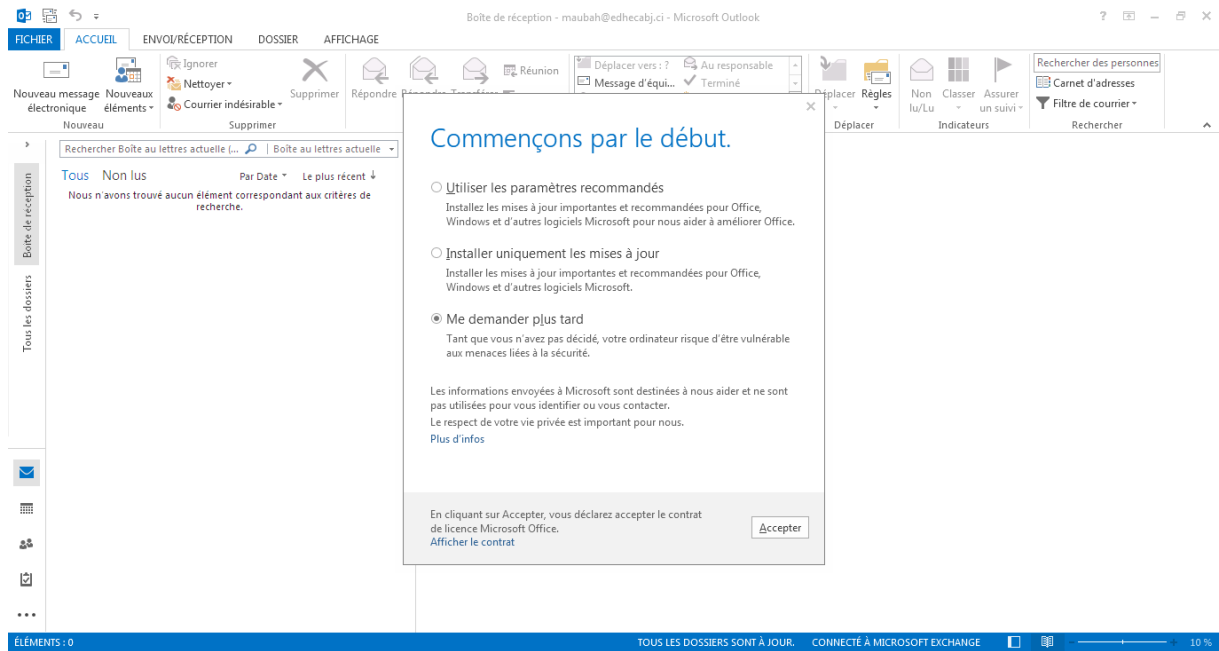 Boîte de réception - maubah@edhecabj.ci - Microsoft Outlook
FICHIER ACCUEIL ENVOI/RÉCEPTION DOSSIER AFFICHAGE
Nouveau message électronique
Nouveaux éléments
Nouveau
Ignorer
Nettoyer
Courrier indésirable
Supprimer
Supprimer
Répondre
Réunion
Déplacer vers : ?
Message d'équi...
Au responsable
Terminé
Déplacer
Règles
Déplacer
Non lu/Lu
Classer
Assurer un suivi
Indicateurs
Rechercher des personnes
Carnet d'adresses
Filtre de courrier
Rechercher
Boîte de réception
Tous les dossiers
Rechercher Boîte au lettres actuelle (... Boîte au lettres actuelle
Tous Non lus Par Date Le plus récent
Nous n'avons trouvé aucun élément correspondant aux critères de
recherche.
Commençons par le début.
Utiliser les paramètres recommandés
Installez les mises à jour importantes et recommandées pour Office,
Windows et d'autres logiciels Microsoft pour nous aider à améliorer Office.
Installer uniquement les mises à jour
Installer les mises à jour importantes et recommandées pour Office,
Windows et d'autres logiciels Microsoft.
Me demander plus tard
Tant que vous n'avez pas décidé, votre ordinateur risque d'être vulnérable
aux menaces liées à la sécurité.
Les informations envoyées à Microsoft sont destinées à nous aider et ne sont
pas utilisées pour vous identifier ou vous contacter.
Le respect de votre vie privée est important pour nous.
Plus d'infos
En cliquant sur Accepter, vous déclarez accepter le contrat
de licence Microsoft Office.
Afficher le contrat
Accepter
ÉLÉMENTS : 0 TOUS LES DOSSIERS SONT À JOUR. CONNECTÉ À MICROSOFT EXCHANGE 10 %